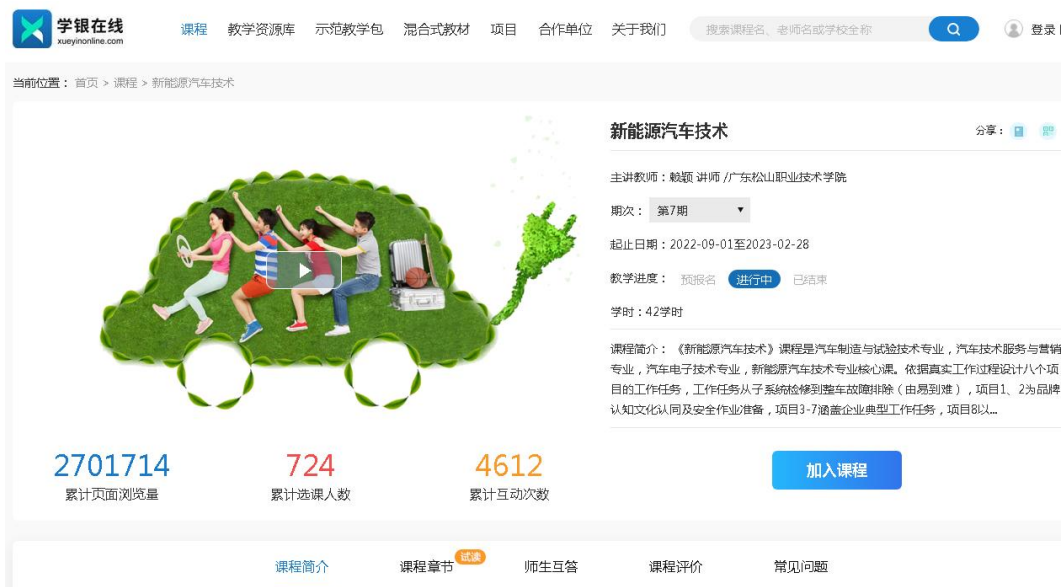 学银在线
xueyinonline.com
课程 教学资源库 示范教学包 混合式教材 项目 合作单位 关于我们 搜索课程名、老师名或学校全称 登录
当前位置： 首页 > 课程 > 新能源汽车技术
新能源汽车技术
分享：
主讲教师：赖颖 讲师 /广东松山职业技术学院
期次： 第7期
起止日期：2022-09-01至2023-02-28
教学进度： 预报名 进行中 已结束
学时：42学时
课程简介： 《新能源汽车技术》课程是汽车制造与试验技术专业，汽车技术服务与营销
专业，汽车电子技术专业，新能源汽车技术专业核心课。依据真实工作过程设计八个项
目的工作任务，工作任务从子系统检修到整车故障排除（由易到难），项目1、2为品牌
认知文化认同及安全作业准备，项目3-7涵盖企业典型工作任务，项目8以...
2701714 724 4612
累计页面浏览量 累计选课人数 累计互动次数
加入课程
课程简介 课程章节 试读 师生互答 课程评价 常见问题